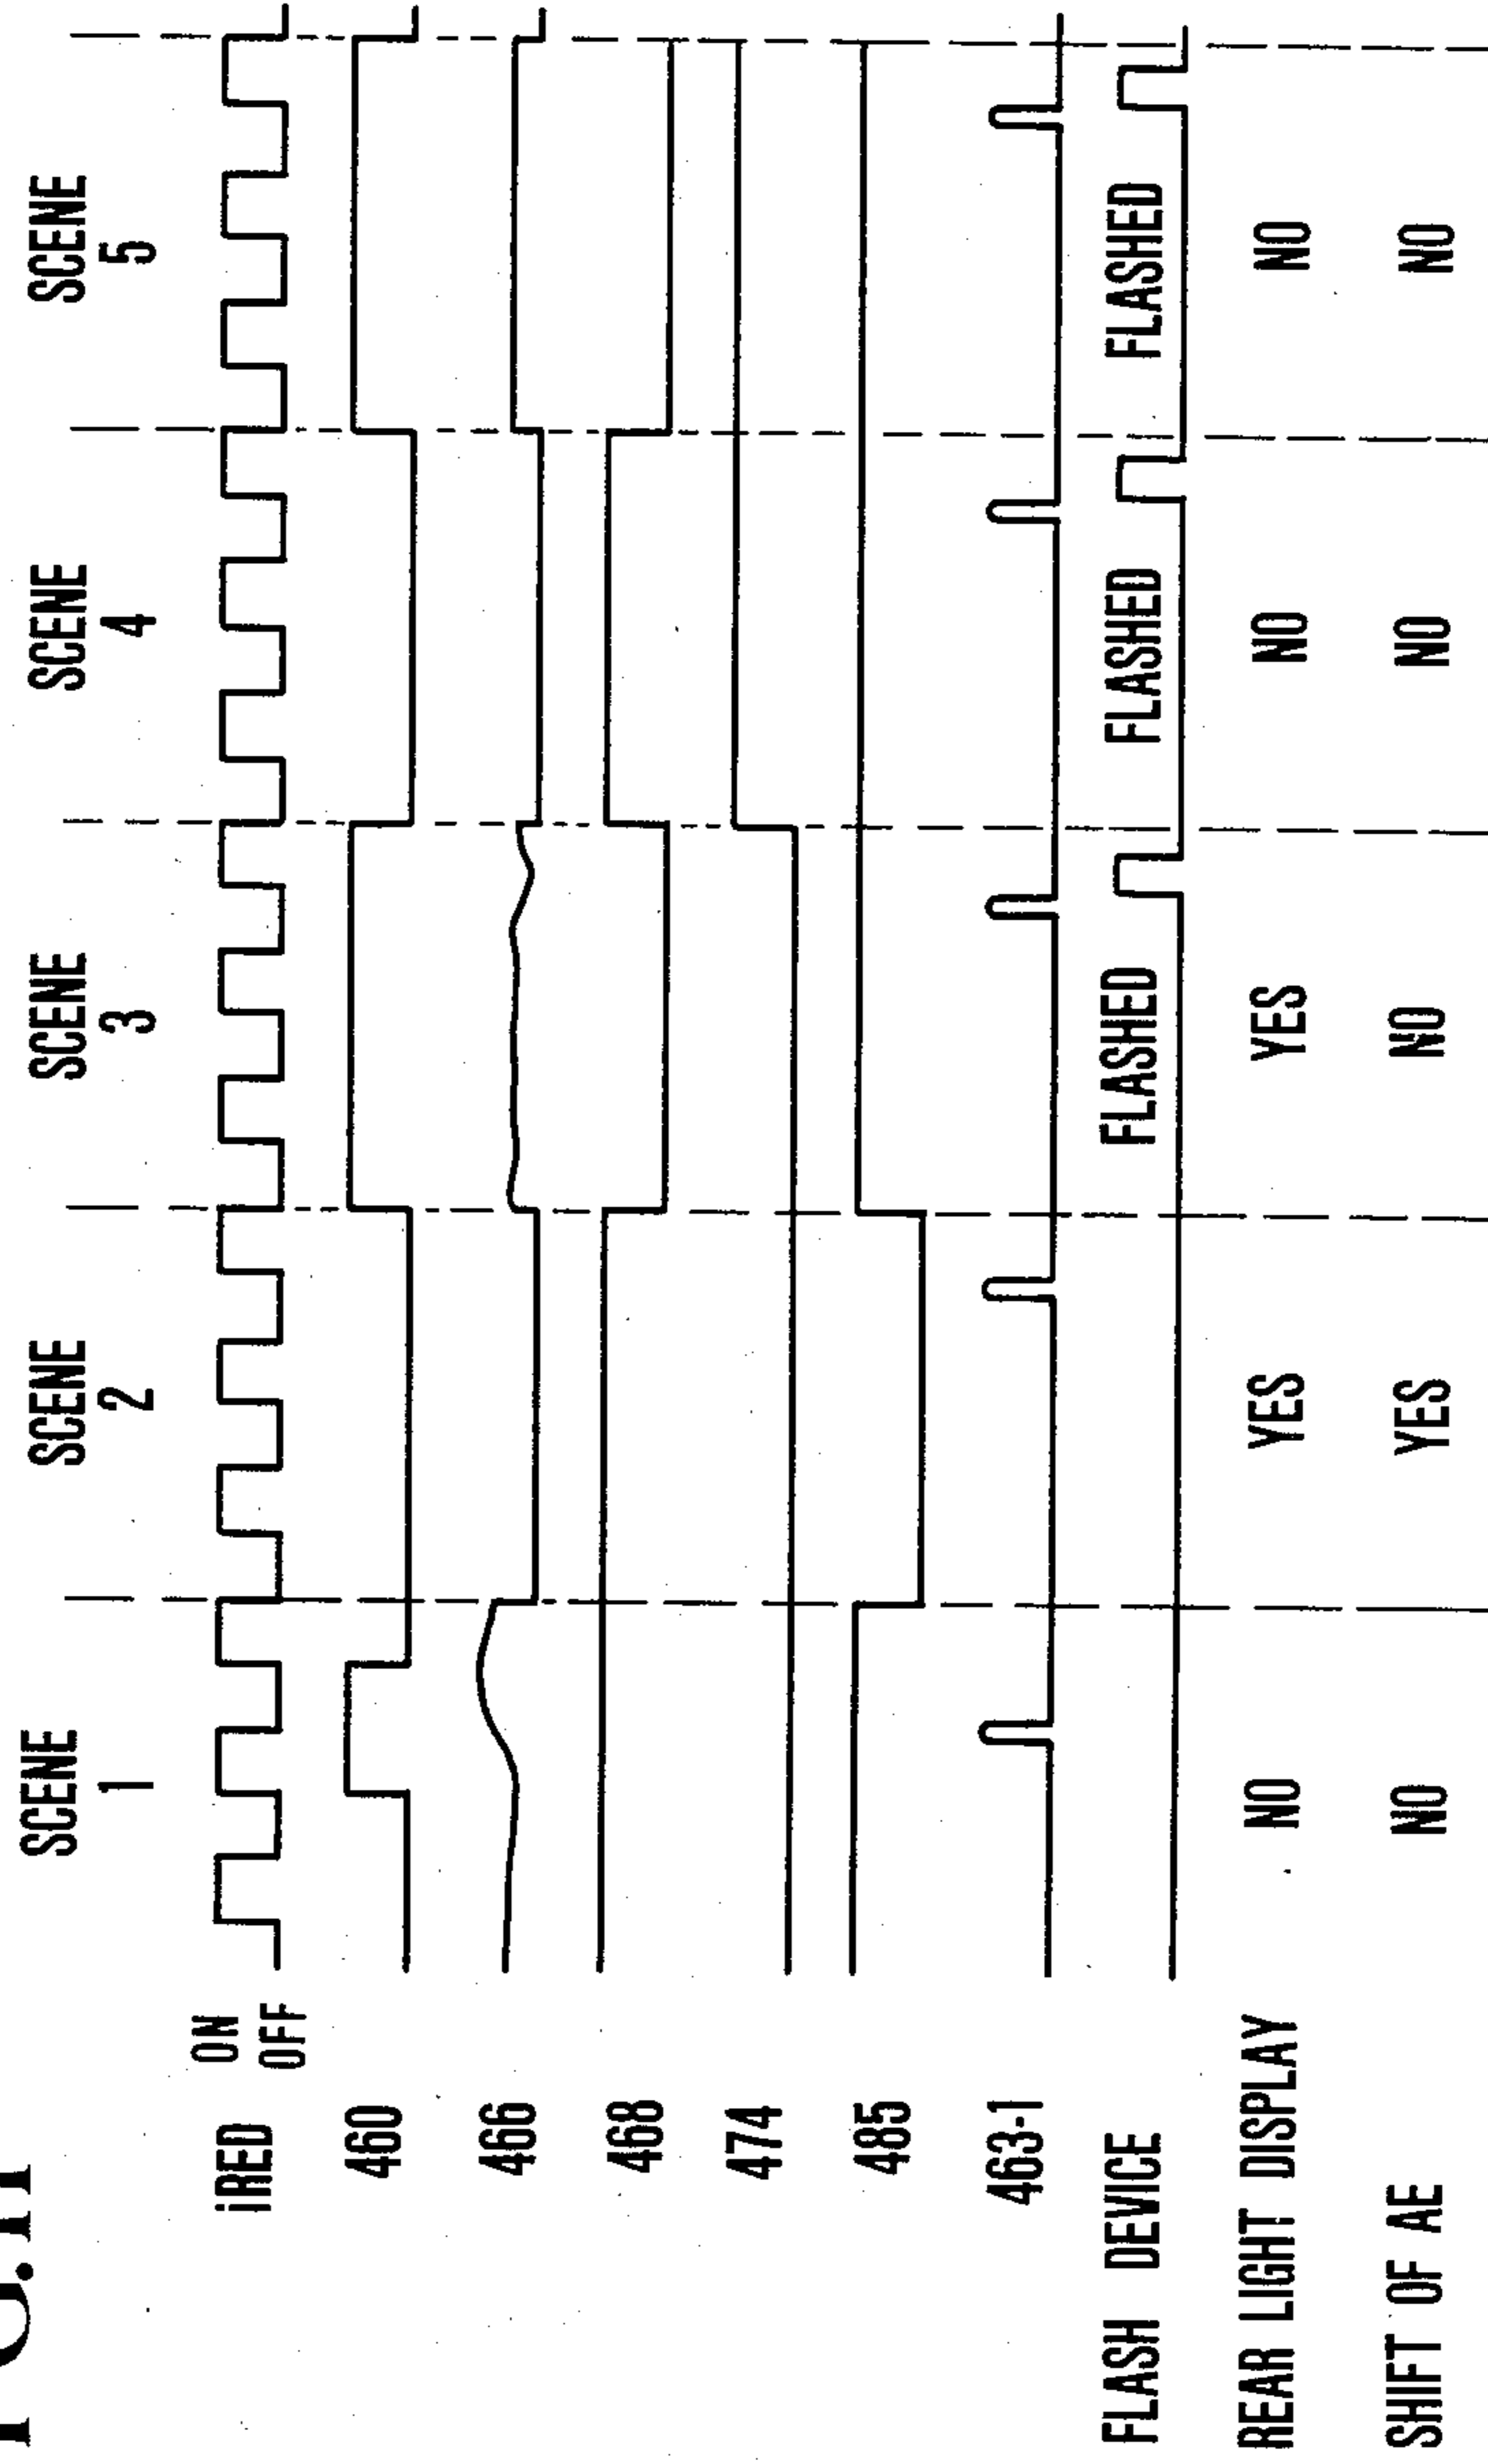 SCENE 1 SCENE 2 SCENE 3 SCENE 4 SCENE 5
iRED ON
OFF
460
466
468
474
485
463-1
FLASH DEVICE FLASHED FLASHED FLASHED
REAR LIGHT DISPLAY NO YES YES NO NO
SHIFT OF AE NO YES NO NO NO